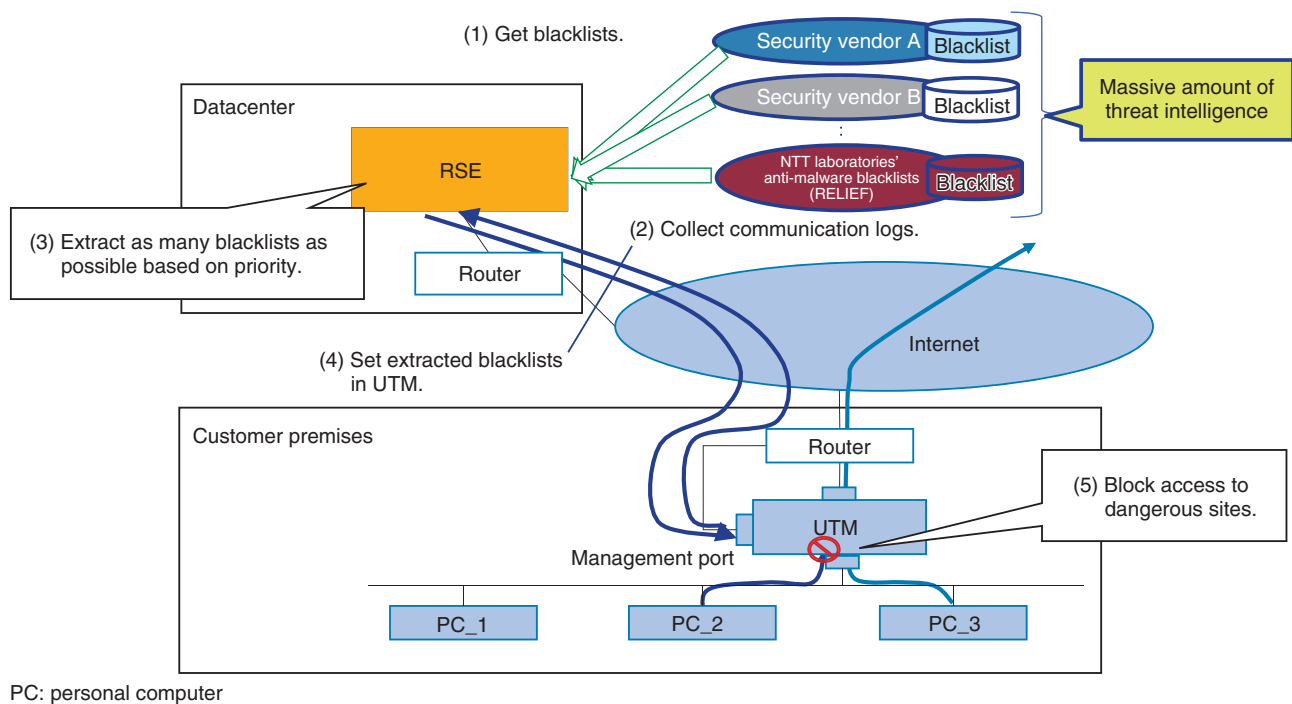 (1) Get blacklists.
Security vendor A
Blacklist
Security vendor B
Blacklist
:
NTT laboratories'
anti-malware blacklists
(RELIEF)
Blacklist
Massive amount of
threat intelligence
Datacenter
RSE
(2) Collect communication logs.
(3) Extract as many blacklists as
possible based on priority.
Router
Internet
(4) Set extracted blacklists
in UTM.
Customer premises
Router
(5) Block access to
dangerous sites.
UTM
Management port
PC_1
PC_2
PC_3
PC: personal computer